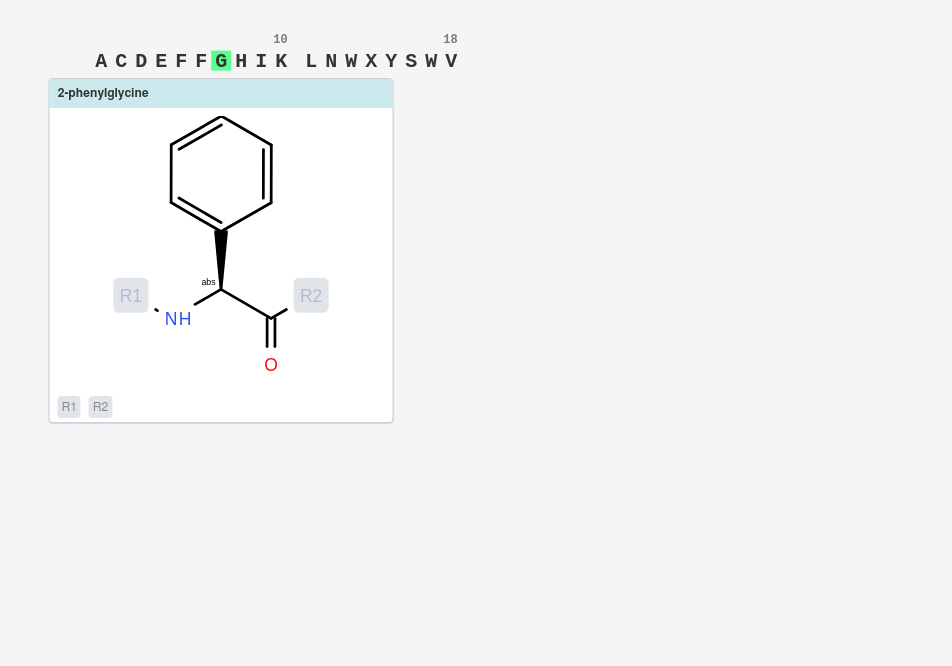 10 18
A C D E F F G H I K L N W X Y S W V
2-phenylglycine
abs
R1 R2
NH
O
R1 R2